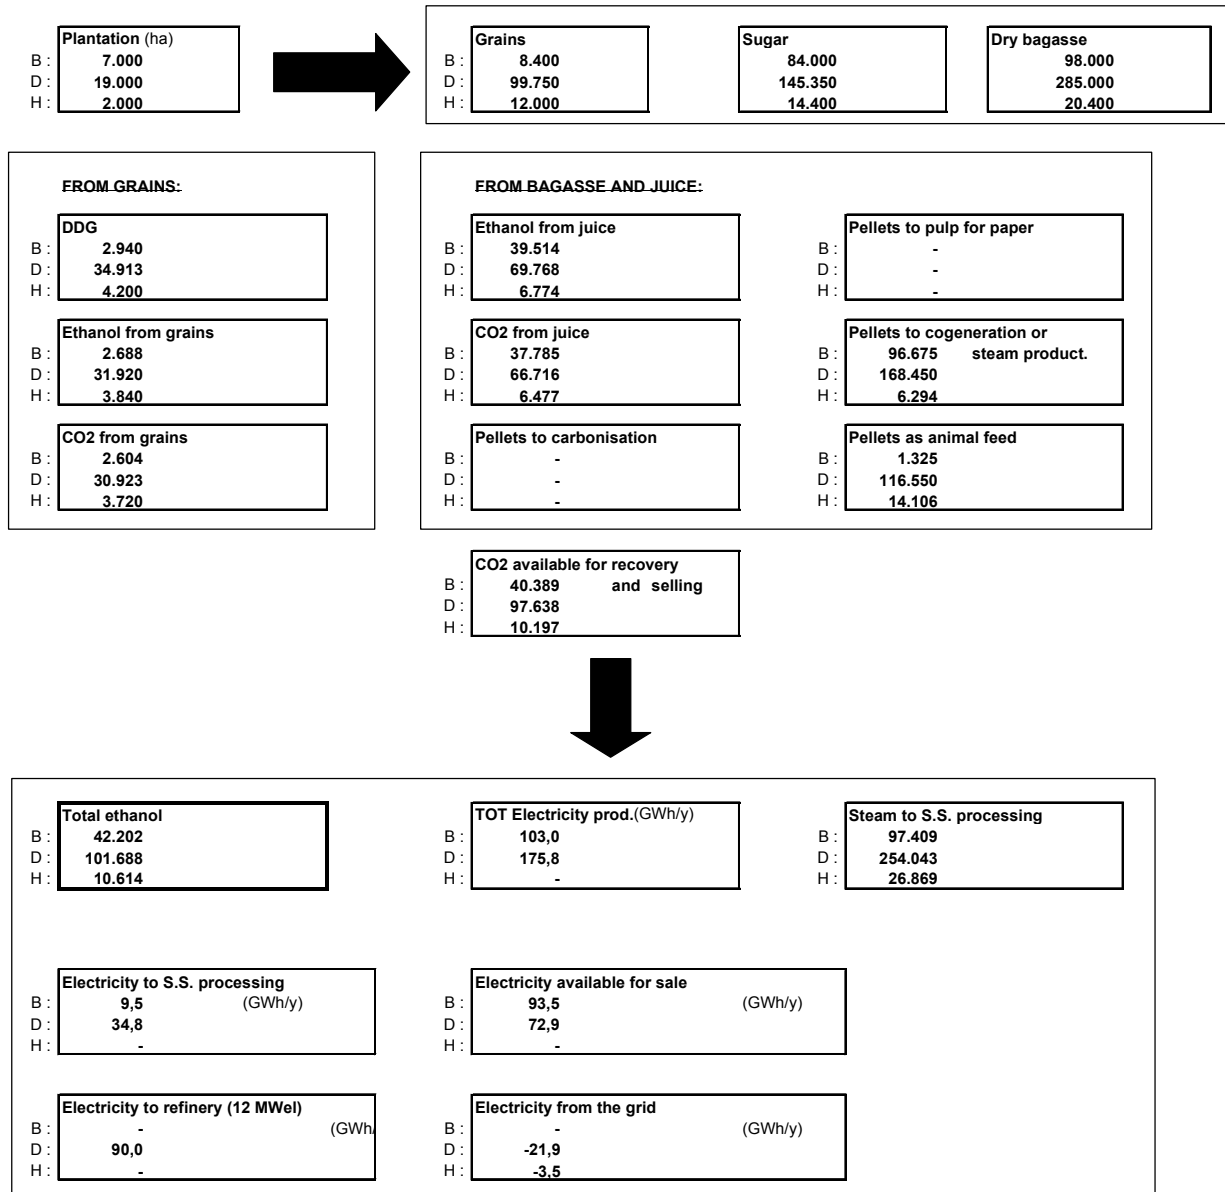 Plantation (ha)
B : 7.000
D : 19.000
H : 2.000
Grains
B : 8.400
D : 99.750
H : 12.000
Sugar
84.000
145.350
14.400
Dry bagasse
98.000
285.000
20.400
FROM GRAINS:
DDG
B : 2.940
D : 34.913
H : 4.200
Ethanol from grains
B : 2.688
D : 31.920
H : 3.840
CO2 from grains
B : 2.604
D : 30.923
H : 3.720
FROM BAGASSE AND JUICE:
Ethanol from juice
B : 39.514
D : 69.768
H : 6.774
Pellets to pulp for paper
B : -
D : -
H : -
CO2 from juice
B : 37.785
D : 66.716
H : 6.477
Pellets to cogeneration or
B : 96.675 steam product.
D : 168.450
H : 6.294
Pellets to carbonisation
B : -
D : -
H : -
Pellets as animal feed
B : 1.325
D : 116.550
H : 14.106
CO2 available for recovery
B : 40.389 and selling
D : 97.638
H : 10.197
Total ethanol
B : 42.202
D : 101.688
H : 10.614
TOT Electricity prod.(GWh/y)
B : 103,0
D : 175,8
H : -
Steam to S.S. processing
B : 97.409
D : 254.043
H : 26.869
Electricity to S.S. processing
B : 9,5 (GWh/y)
D : 34,8
H : -
Electricity available for sale
B : 93,5 (GWh/y)
D : 72,9
H : -
Electricity to refinery (12 MWel)
B : - (GWh/
D : 90,0
H : -
Electricity from the grid
B : - (GWh/y)
D : -21,9
H : -3,5